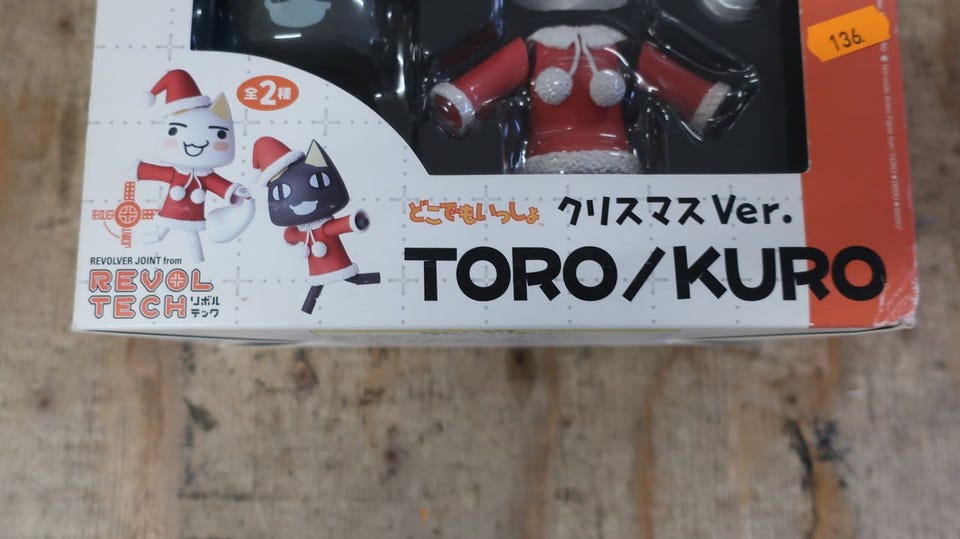 136
全2種
どこでもいっしょ
クリスマスVer.
TORO/KURO
REVOLVER JOINT from
REVOL
TECH
リボル
テック